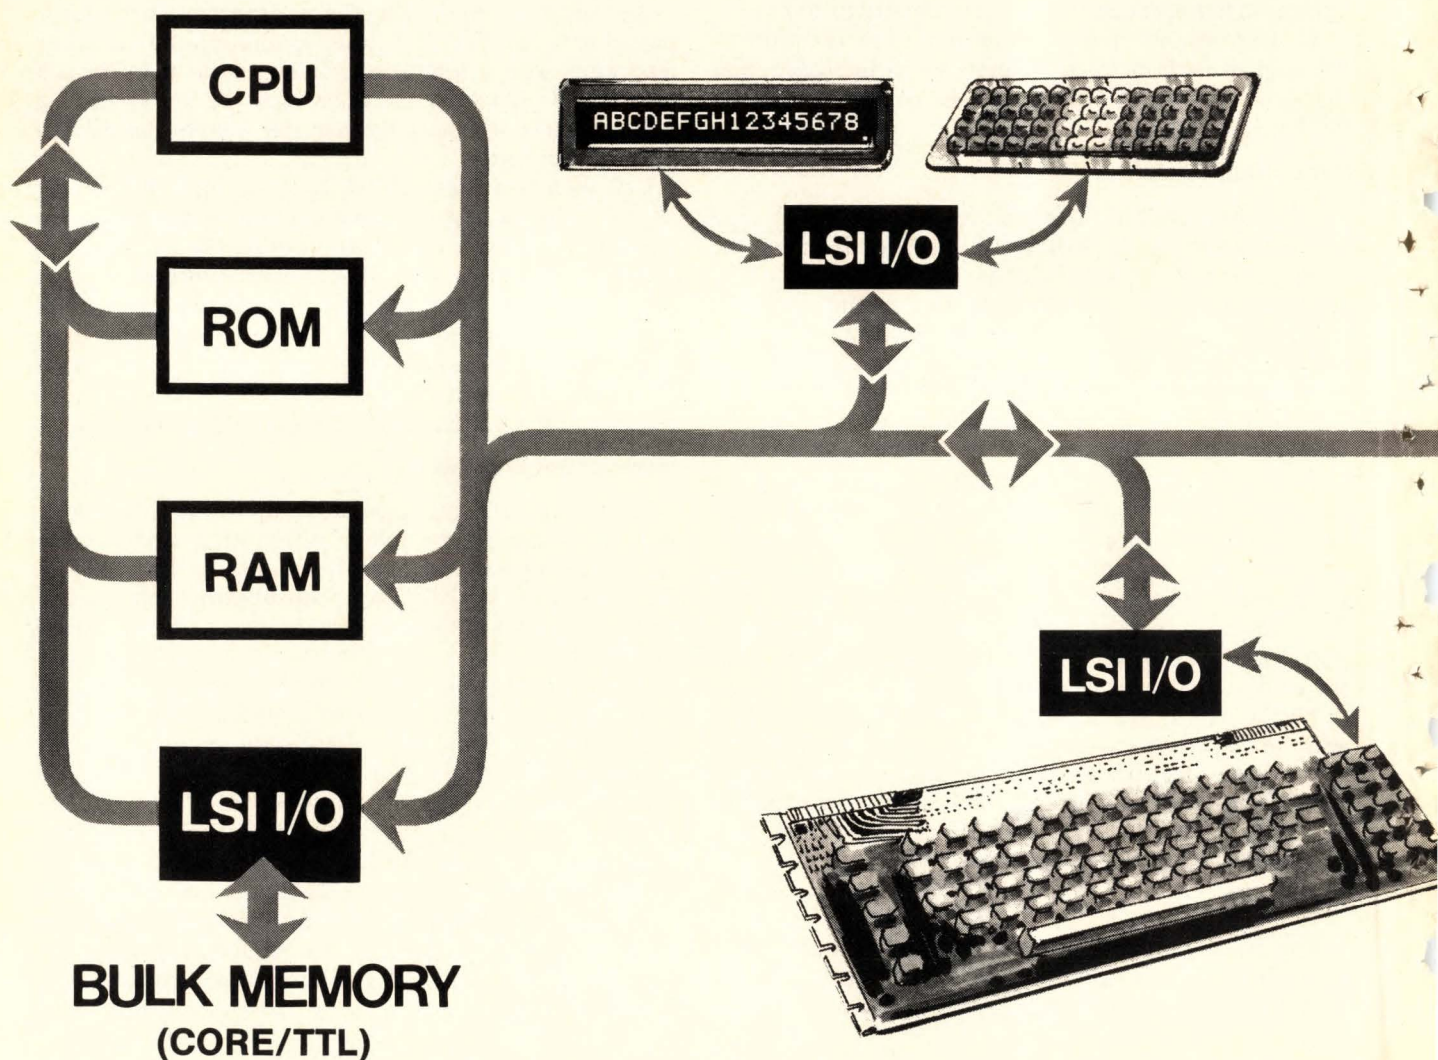 CPU
ABCDEFGH12345678
LSI I/O
ROM
RAM
LSI I/O
LSI I/O
BULK MEMORY
(CORE/TTL)